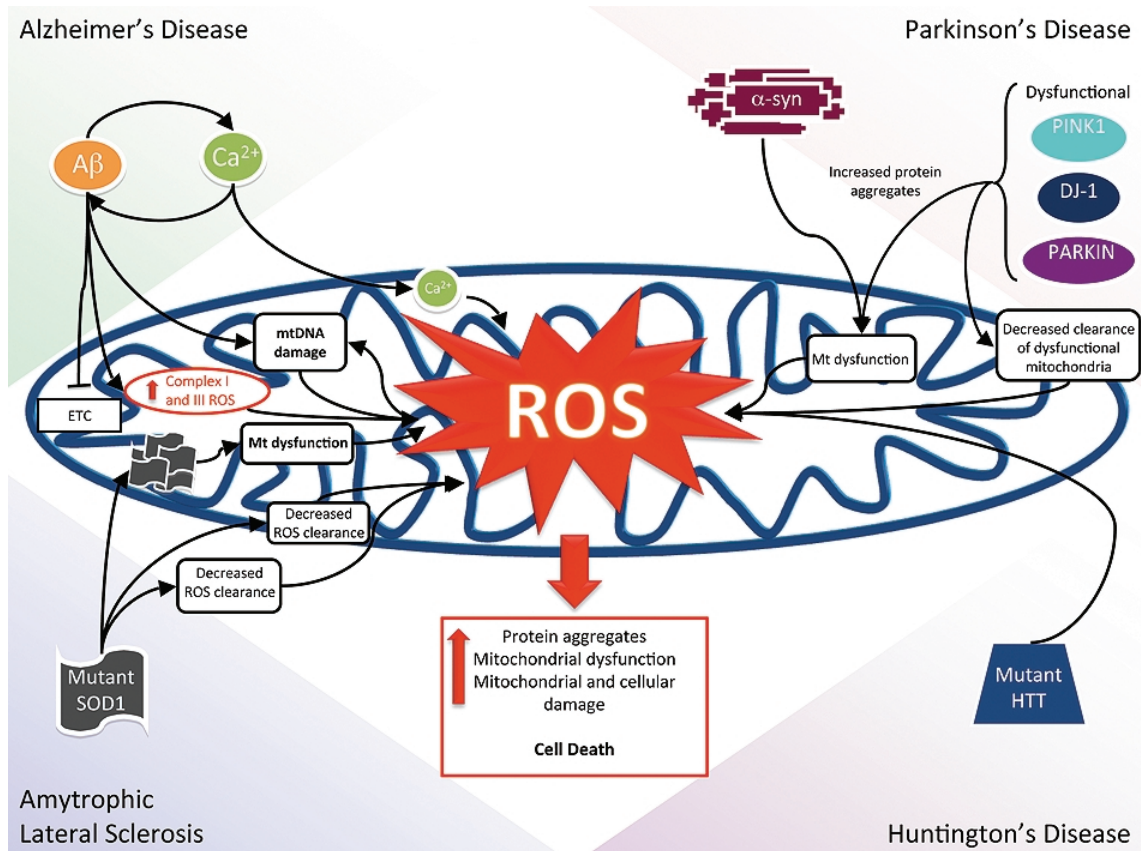 Alzheimer's Disease
Parkinson's Disease
α-syn
Dysfunctional
PINK1
DJ-1
PARKIN
Increased protein
aggregates
Aβ
Ca²⁺
Ca²⁺
mtDNA
damage
Complex I
and III ROS
ETC
Mt dysfunction
Decreased
ROS clearance
Decreased
ROS clearance
ROS
Mt dysfunction
Decreased clearance
of dysfunctional
mitochondria
Protein aggregates
Mitochondrial dysfunction
Mitochondrial and cellular
damage
Cell Death
Mutant
SOD1
Mutant
HTT
Amytrophic
Lateral Sclerosis
Huntington's Disease